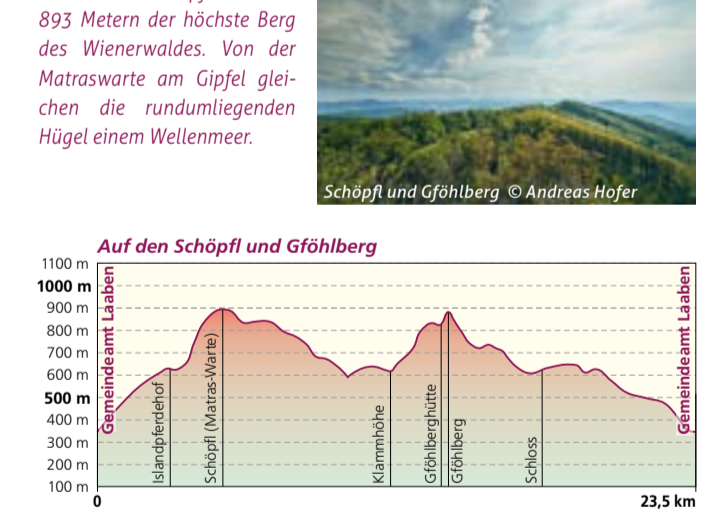 893 Metern der höchste Berg
des Wienerwaldes. Von der
Matraswarte am Gipfel glei-
chen die rundumliegenden
Hügel einem Wellenmeer.
Schöpfl und Gföhlberg © Andreas Hofer
Auf den Schöpfl und Gföhlberg
1100 m
1000 m
900 m
800 m
700 m
600 m
500 m
400 m
300 m
200 m
100 m
Gemeindeamt Laaben
Islandpferdehof
Schöpfl (Matras-Warte)
Klammhöhe
Gföhlberghütte
Gföhlberg
Schloss
Gemeindeamt Laaben
0
23,5 km